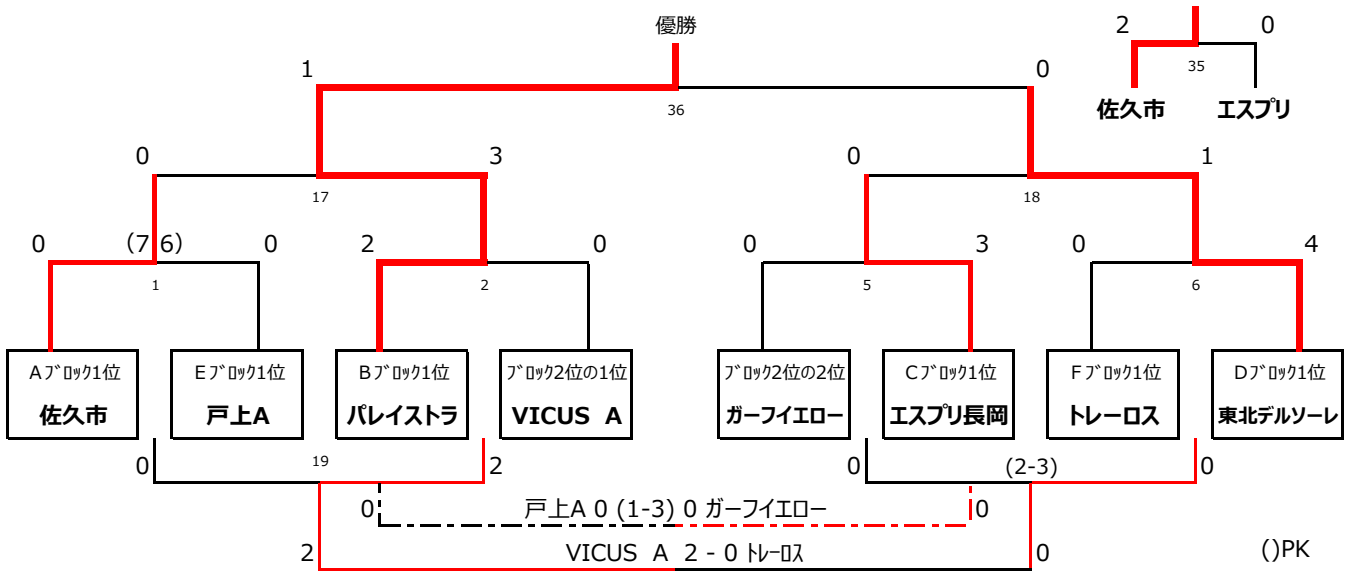 優勝
2 0
35
佐久市 エスプリ
1 0
36
0 3 0 1
17 18
0 (7 6) 0 2 0 0 3 0 4
1 2 5 6
Aブロック1位 Eブロック1位 Bブロック1位 ブロック2位の1位 ブロック2位の2位 Cブロック1位 Fブロック1位 Dブロック1位
佐久市 戸上A パレイストラ VICUS A ガーフイエロー エスプリ長岡 トレーロス 東北デルソーレ
0 19 2 0 (2-3) 0
0 戸上A 0 (1-3) 0 ガーフイエロー 0
2 VICUS A 2 - 0 トレーロス 0 ()PK